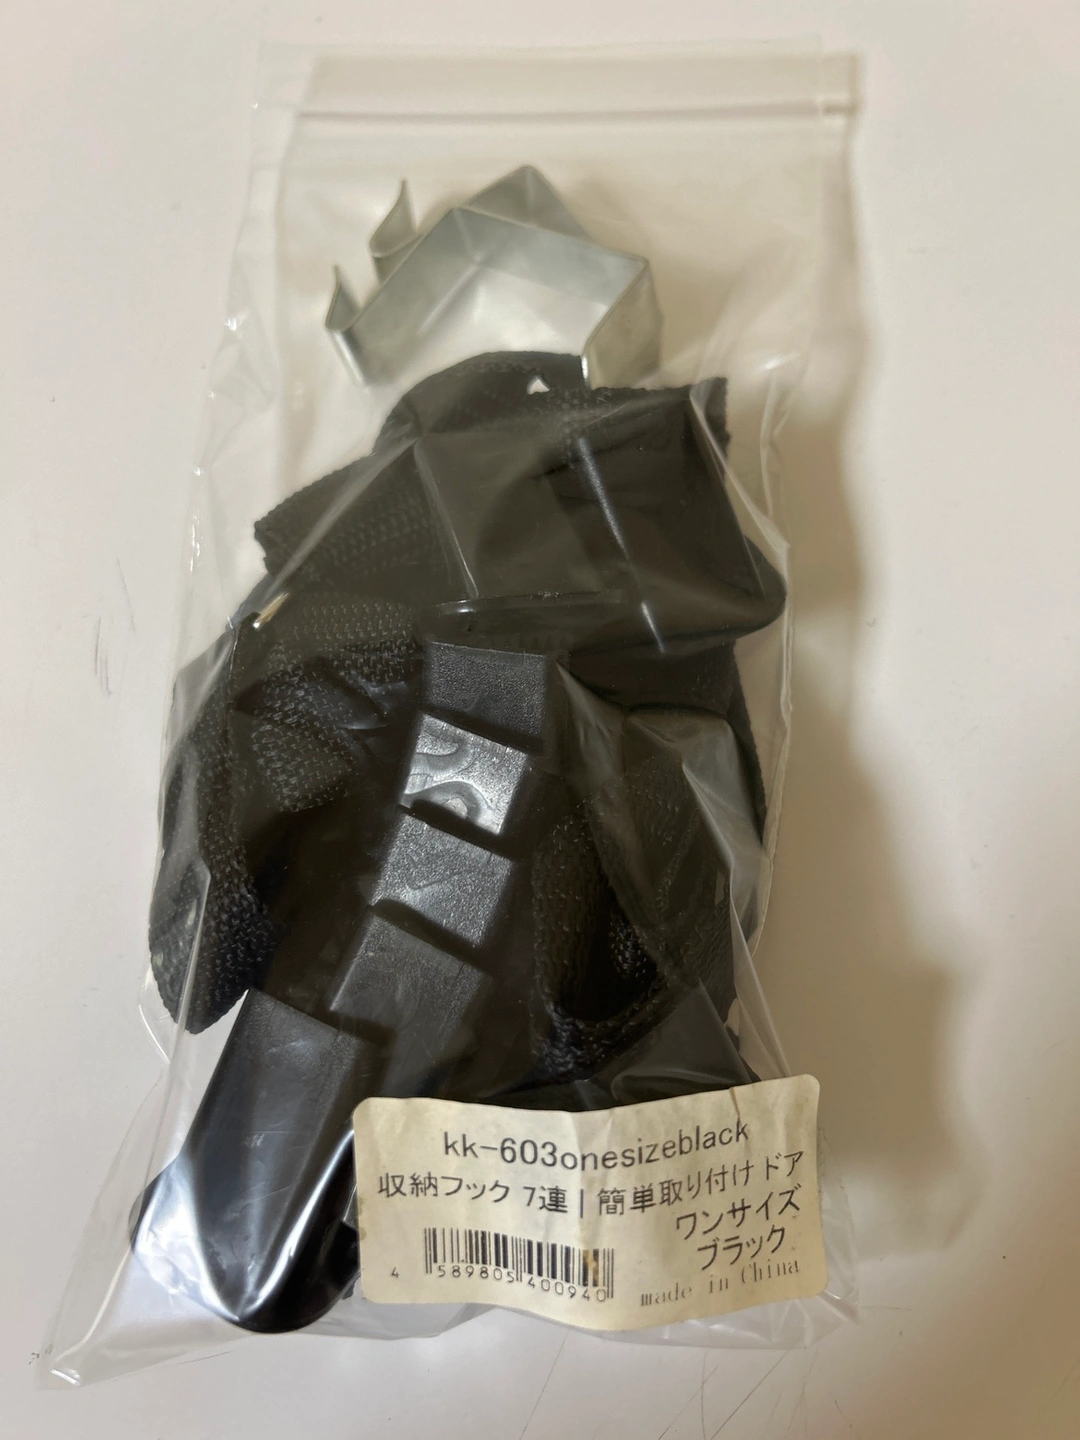 kk-603onesizeblack
収納フック 7連 | 簡単取り付け ドア
ワンサイズ
ブラック
4 589805 400940
made in China